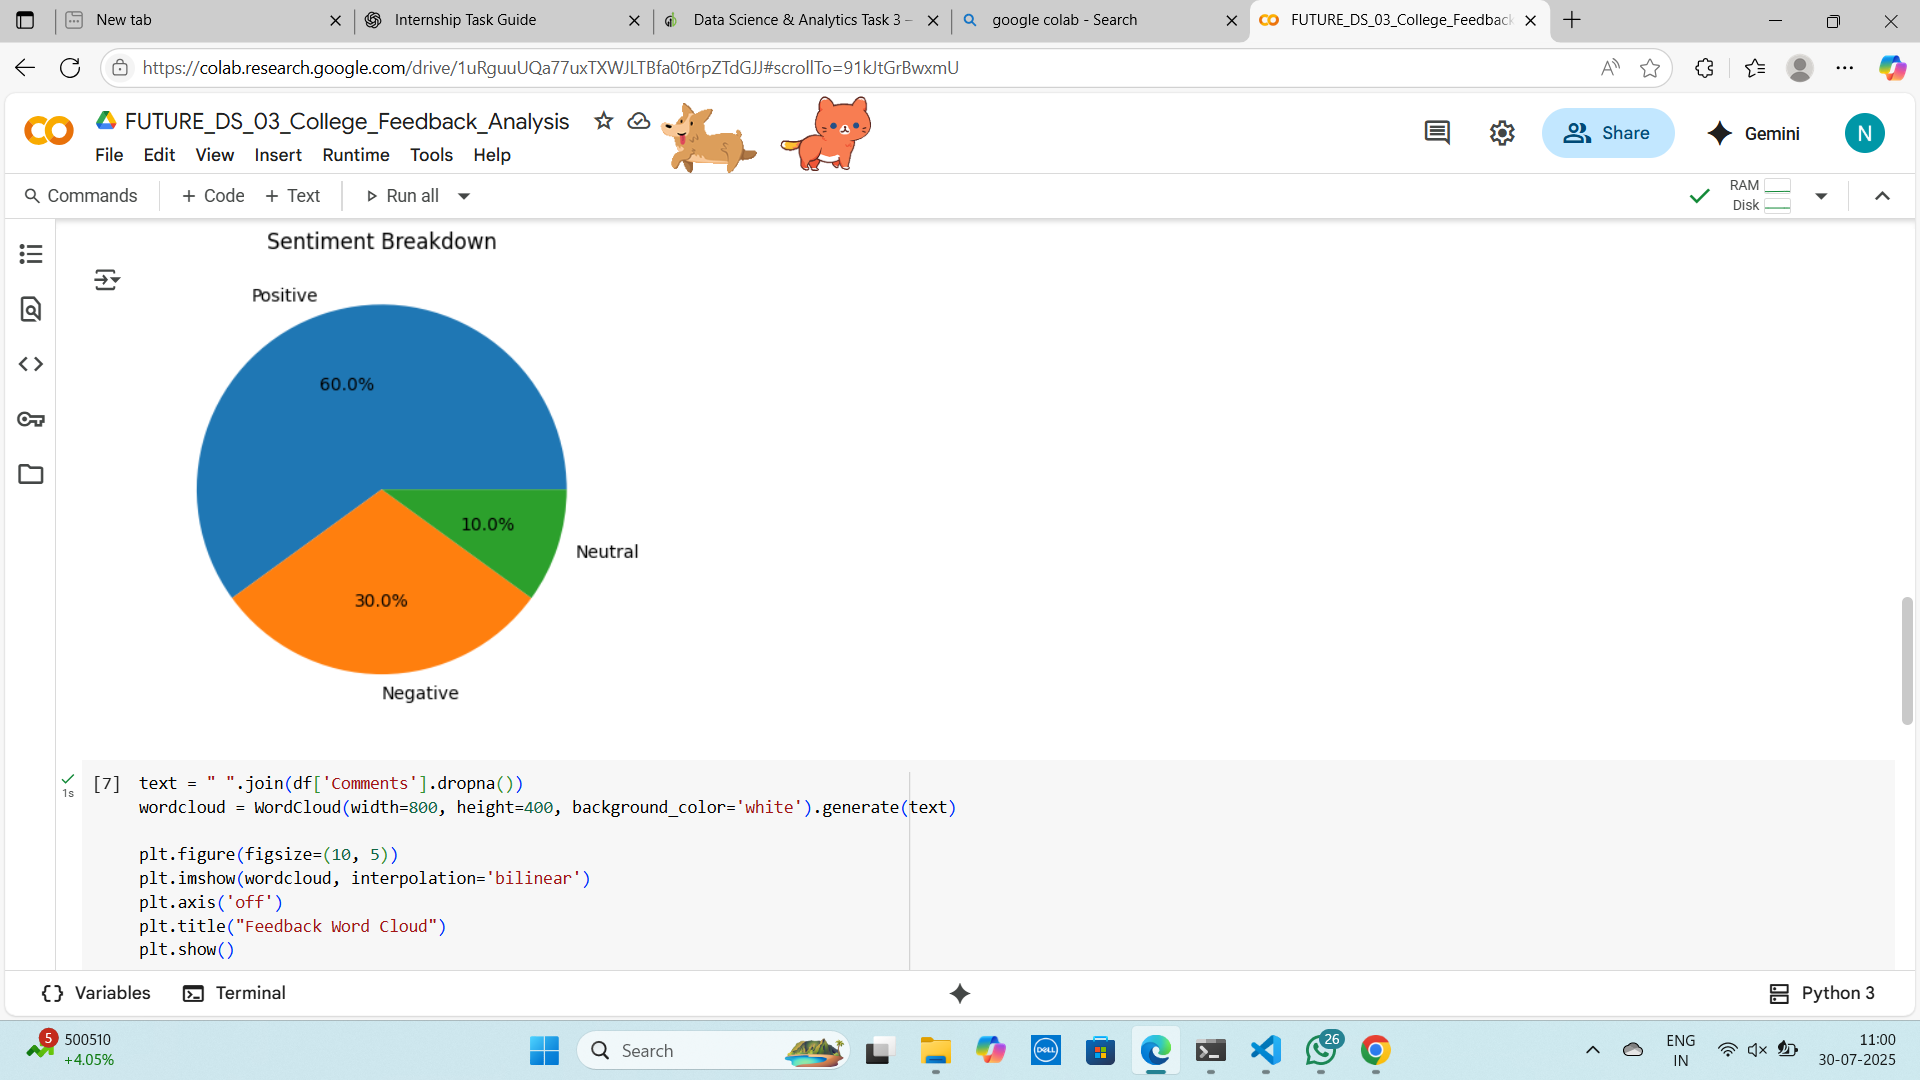 New tab
Internship Task Guide
Data Science & Analytics Task 3 –
google colab - Search
FUTURE_DS_03_College_Feedback
https://colab.research.google.com/drive/1uRguuUQa77uxTXWJLTBfa0t6rpZTdGJJ#scrollTo=91kJtGrBwxmU
FUTURE_DS_03_College_Feedback_Analysis
File Edit View Insert Runtime Tools Help
Share
Gemini
N
Commands + Code + Text Run all
RAM
Disk
Sentiment Breakdown
Positive
60.0%
10.0%
Neutral
30.0%
Negative
1s
[7] text = " ".join(df['Comments'].dropna())
wordcloud = WordCloud(width=800, height=400, background_color='white').generate(text)
plt.figure(figsize=(10, 5))
plt.imshow(wordcloud, interpolation='bilinear')
plt.axis('off')
plt.title("Feedback Word Cloud")
plt.show()
Variables
Terminal
Python 3
5
500510
+4.05%
Search
DELL
26
ENG
IN
11:00
30-07-2025